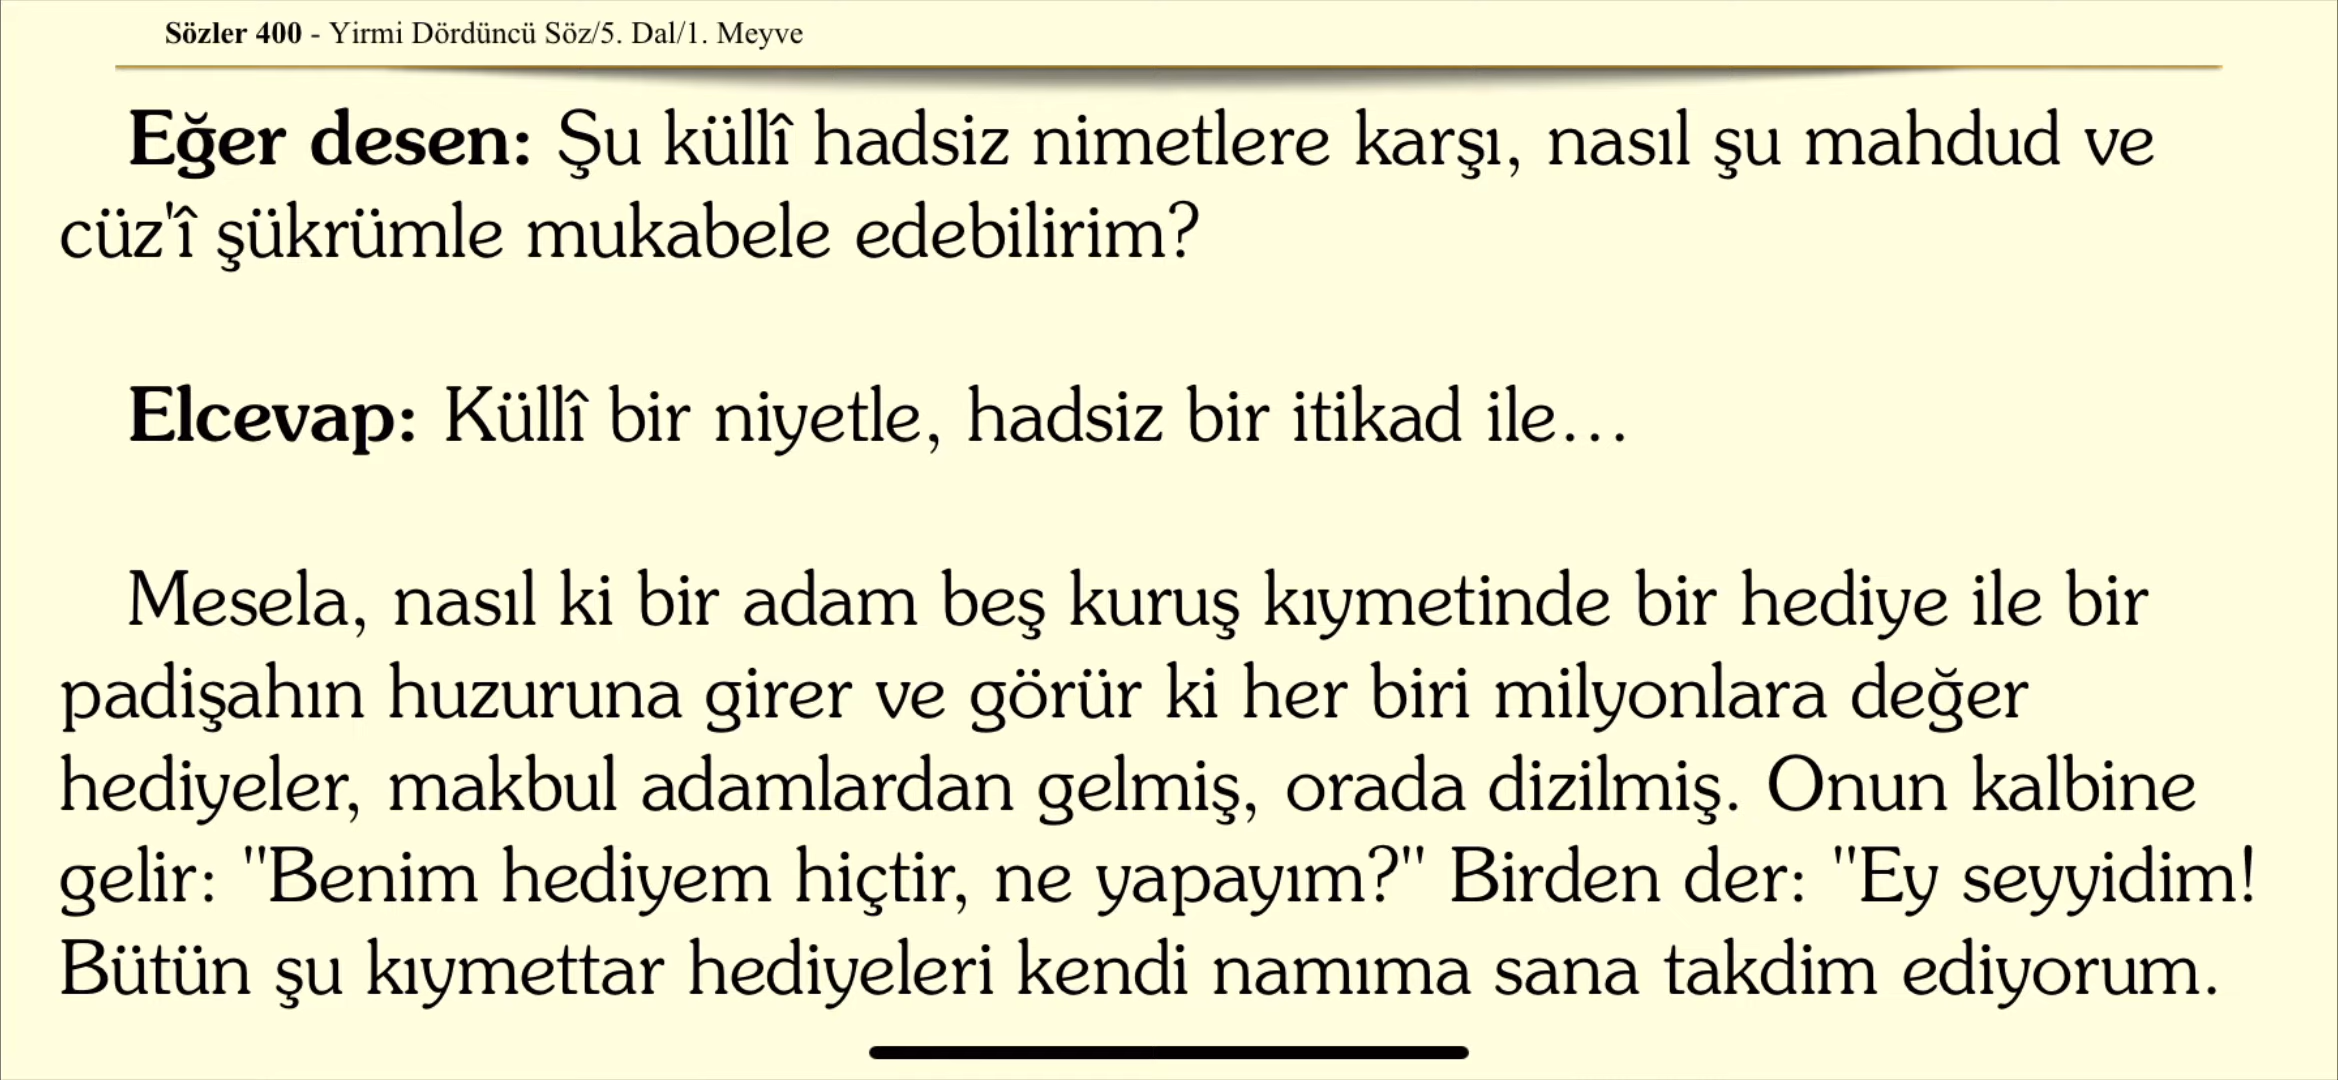 Sözler 400 - Yirmi Dördüncü Söz/5. Dal/1. Meyve
Eğer desen: Şu küllî hadsiz nimetlere karşı, nasıl şu mahdud ve
cüz'î şükrümle mukabele edebilirim?
Elcevap: Küllî bir niyetle, hadsiz bir itikad ile...
Mesela, nasıl ki bir adam beş kuruş kıymetinde bir hediye ile bir
padişahın huzuruna girer ve görür ki her biri milyonlara değer
hediyeler, makbul adamlardan gelmiş, orada dizilmiş. Onun kalbine
gelir: "Benim hediyem hiçtir, ne yapayım?" Birden der: "Ey seyyidim!
Bütün şu kıymettar hediyeleri kendi namıma sana takdim ediyorum.